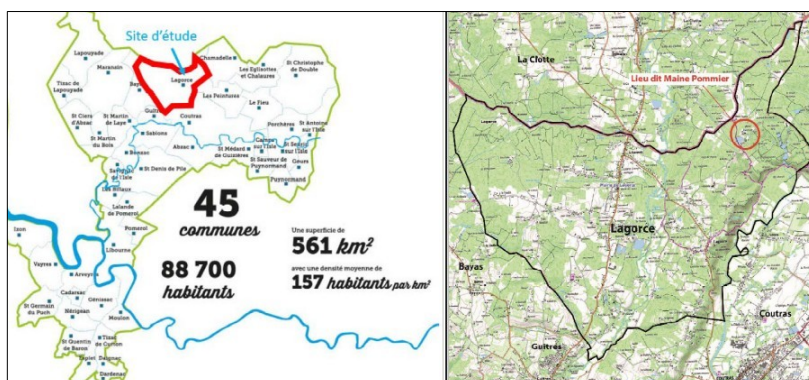 Site d'étude
Lapouyade
Maransin
Chamadelle
Les Eglisottes
et Chalaures
St Christophe
de Double
Tizac de
Lapouyade
Bayas
Lagorce
Les Peintures
Guîtres
Le Fieu
St Ciers
d'Abzac
St Martin
de Laye
Coutras
St Martin
du Bois
Sablons
Porchères
St Antoine
sur l'Isle
Bonzac
Abzac
St Médard
de Guizières
Camps
sur l'Isle
St Seurin
sur l'Isle
Savignac
de l'Isle
St Denis de Pile
St Sauveur de
Puynormand
Gours
Les Billaux
Puynormand
Lalande
de Pomerol
Pomerol
Izon
Libourne
Vayres
Arveyres
Cadarsac
Génissac
St Germain
du Puch
Nérigean
Moulon
St Quentin
de Baron
Tizac
de Curton
Espiet
Daignac
Dardenac
45
communes
88 700
habitants
Une superficie de
561 km²
avec une densité moyenne de
157 habitants par km²
La Clotte
Lieu dit Maine Pommier
Lagorce
Bayas
Coutras
Guîtres